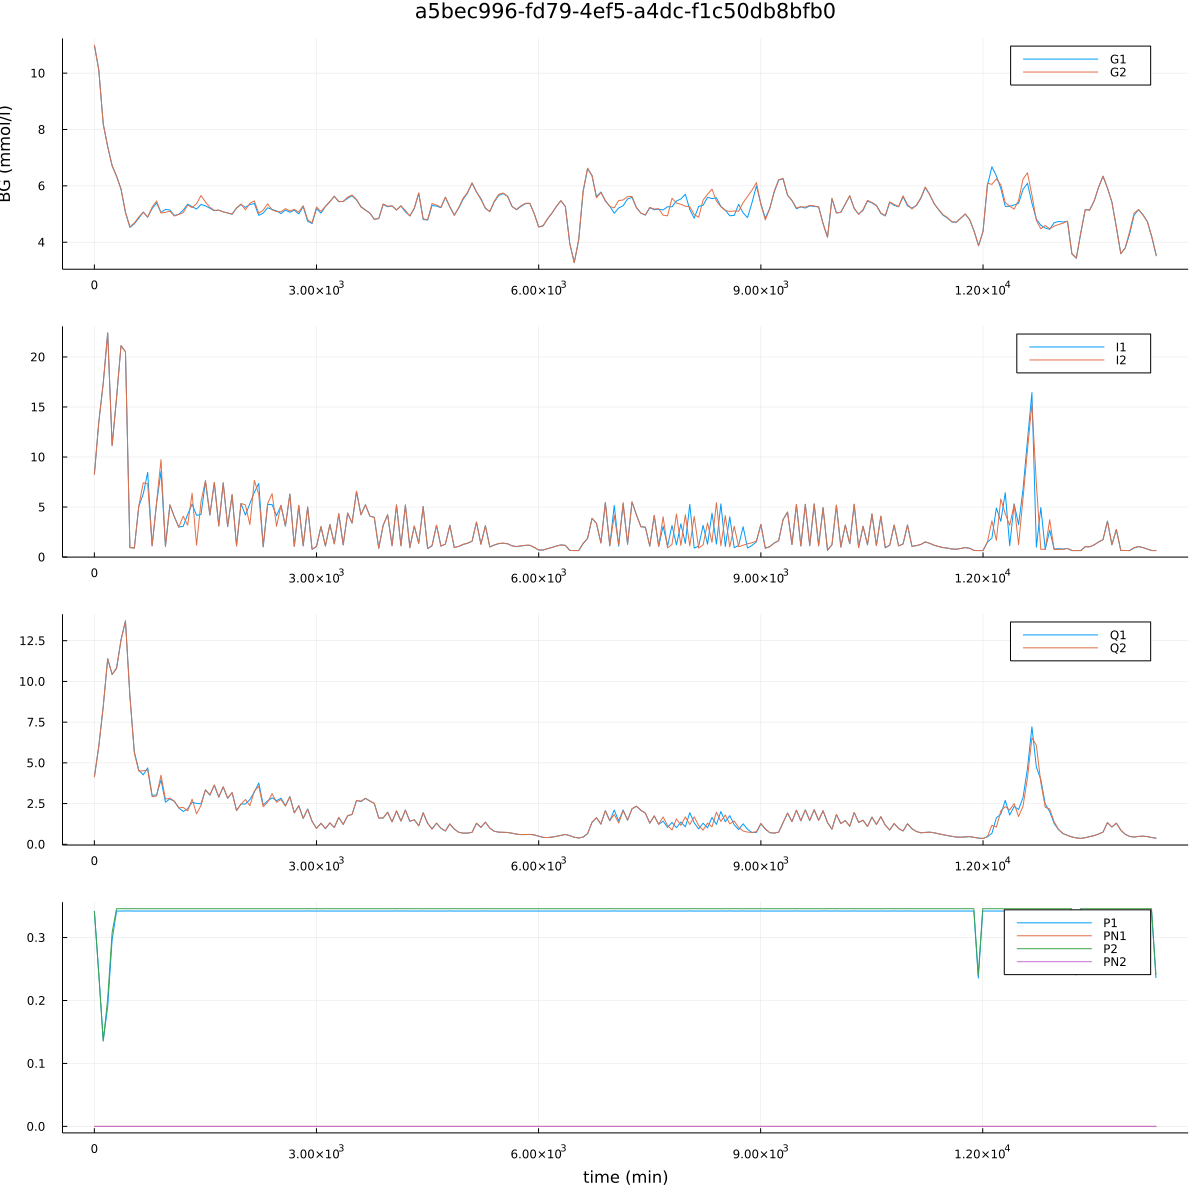 a5bec996-fd79-4ef5-a4dc-f1c50db8bfb0
BG (mmol/l)
10
8
6
4
G1
G2
0 3.00×10³ 6.00×10³ 9.00×10³ 1.20×10⁴
20
15
10
5
0
I1
I2
0 3.00×10³ 6.00×10³ 9.00×10³ 1.20×10⁴
12.5
10.0
7.5
5.0
2.5
0.0
Q1
Q2
0 3.00×10³ 6.00×10³ 9.00×10³ 1.20×10⁴
0.3
0.2
0.1
0.0
P1
PN1
P2
PN2
0 3.00×10³ 6.00×10³ 9.00×10³ 1.20×10⁴
time (min)